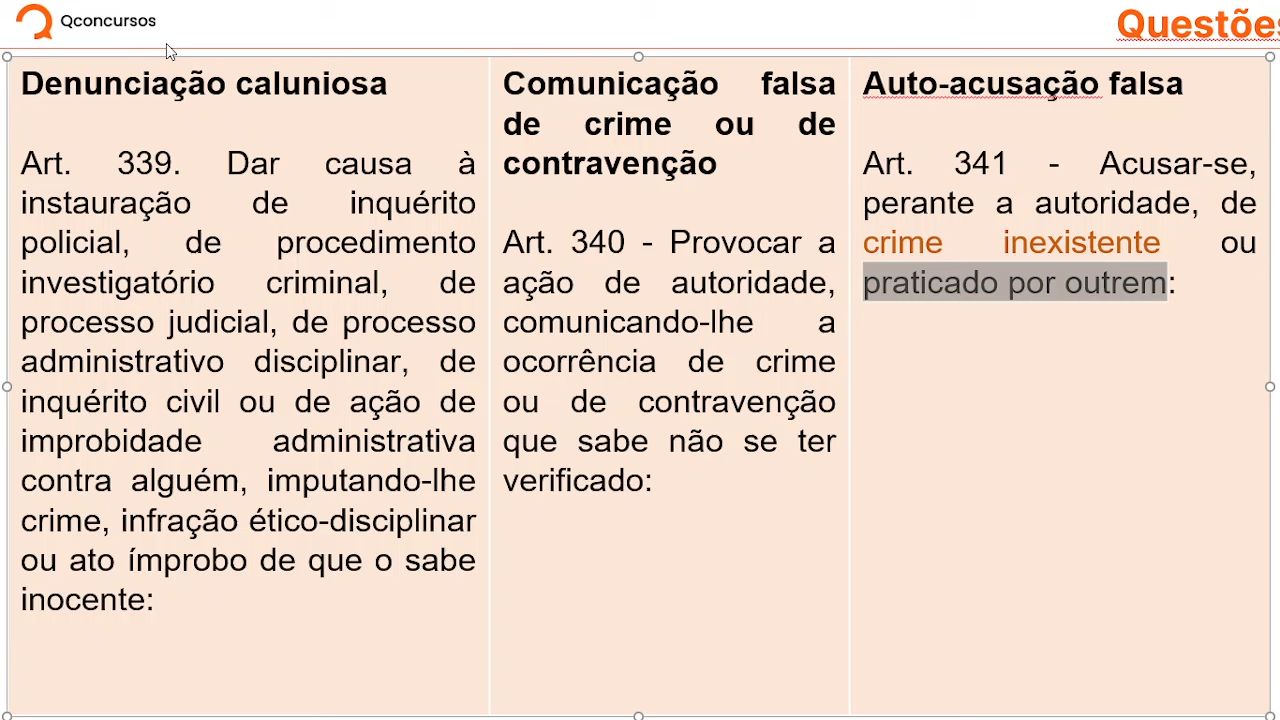 Qconcursos
Questões
Denunciação caluniosa
Art. 339. Dar causa à
instauração de inquérito
policial, de procedimento
investigatório criminal, de
processo judicial, de processo
administrativo disciplinar, de
inquérito civil ou de ação de
improbidade administrativa
contra alguém, imputando-lhe
crime, infração ético-disciplinar
ou ato ímprobo de que o sabe
inocente:
Comunicação falsa
de crime ou de
contravenção
Art. 340 - Provocar a
ação de autoridade,
comunicando-lhe a
ocorrência de crime
ou de contravenção
que sabe não se ter
verificado:
Auto-acusação falsa
Art. 341 - Acusar-se,
perante a autoridade, de
crime inexistente ou
praticado por outrem: